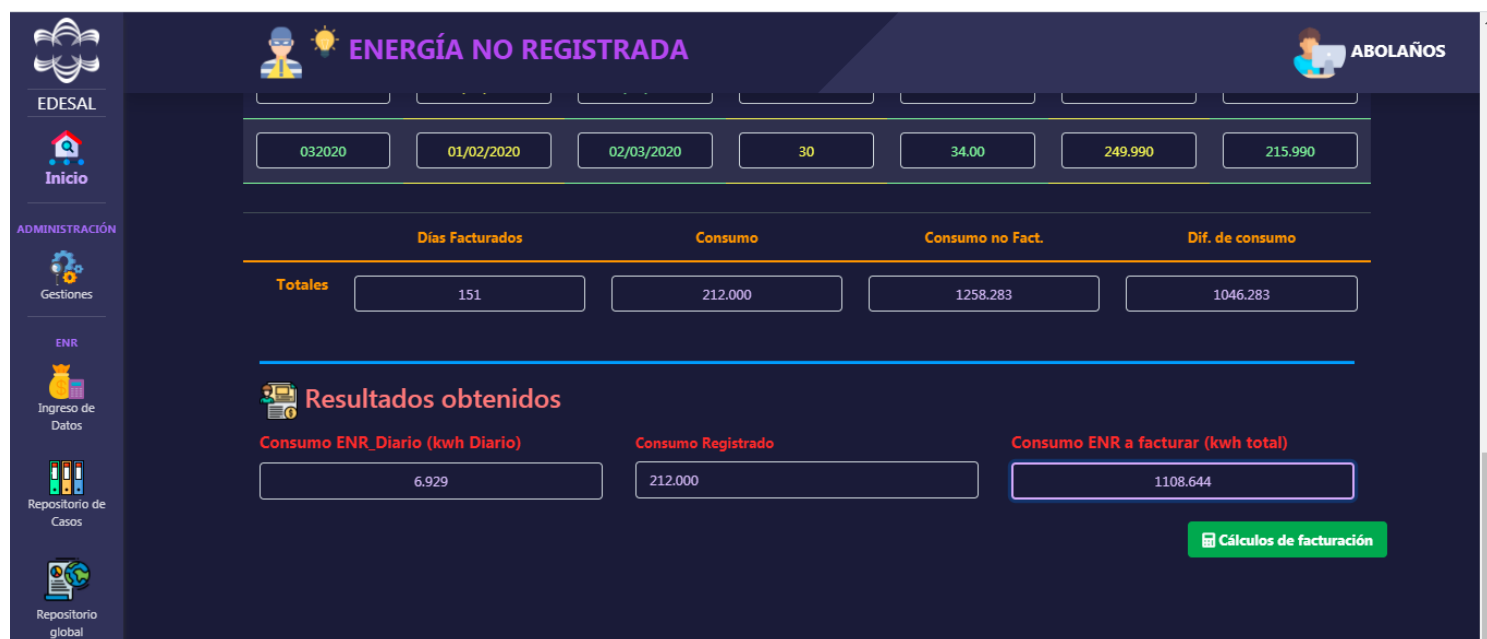 ENERGÍA NO REGISTRADA
ABOLAÑOS
EDESAL
Inicio
ADMINISTRACIÓN
Gestiones
ENR
Ingreso de
Datos
Repositorio de
Casos
Repositorio
global
032020 01/02/2020 02/03/2020 30 34.00 249.990 215.990
Días Facturados Consumo Consumo no Fact. Dif. de consumo
Totales 151 212.000 1258.283 1046.283
Resultados obtenidos
Consumo ENR_Diario (kwh Diario) Consumo Registrado Consumo ENR a facturar (kwh total)
6.929 212.000 1108.644
Cálculos de facturación